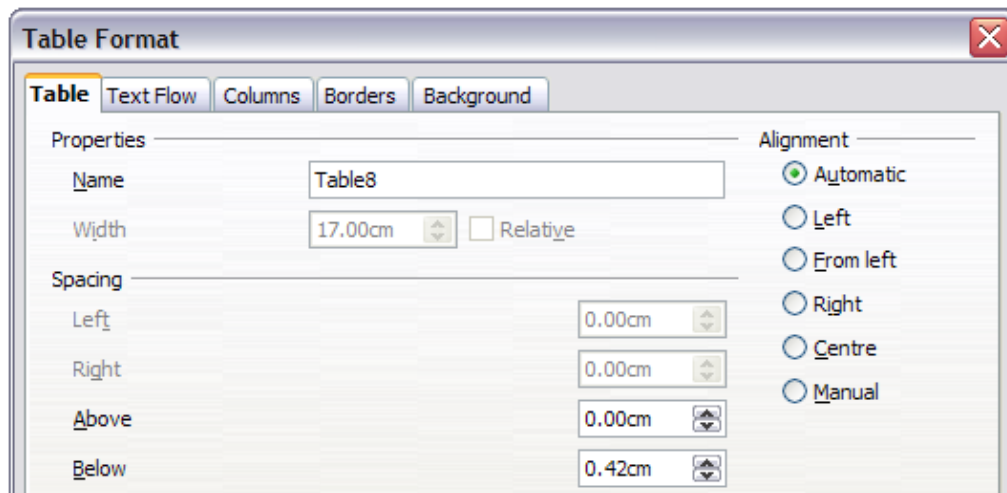 Table Format
Table Text Flow Columns Borders Background
Properties
Name Table8
Width 17.00cm Relative
Spacing
Left 0.00cm
Right 0.00cm
Above 0.00cm
Below 0.42cm
Alignment
Automatic
Left
From left
Right
Centre
Manual